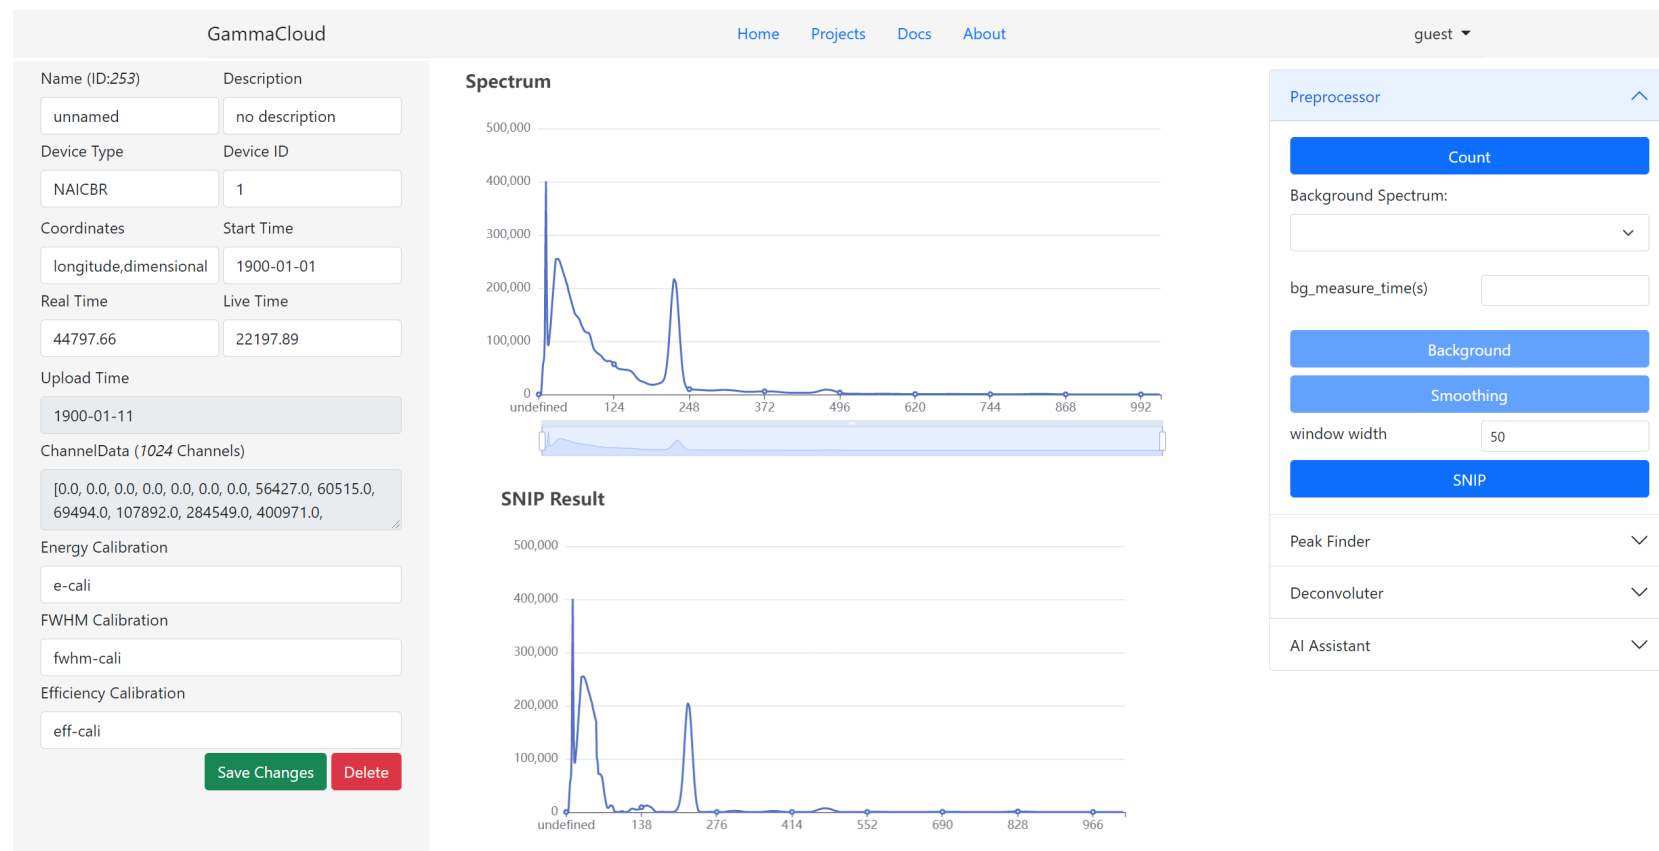 GammaCloud Home Projects Docs About guest
Name (ID:253) Description
unnamed no description
Device Type Device ID
NAICBR 1
Coordinates Start Time
longitude,dimensional 1900-01-01
Real Time Live Time
44797.66 22197.89
Upload Time
1900-01-11
ChannelData (1024 Channels)
[0.0, 0.0, 0.0, 0.0, 0.0, 0.0, 0.0, 56427.0, 60515.0,
69494.0, 107892.0, 284549.0, 400971.0,
Energy Calibration
e-cali
FWHM Calibration
fwhm-cali
Efficiency Calibration
eff-cali
Save Changes Delete
Spectrum
500,000
400,000
300,000
200,000
100,000
0
undefined 124 248 372 496 620 744 868 992
SNIP Result
500,000
400,000
300,000
200,000
100,000
0
undefined 138 276 414 552 690 828 966
Preprocessor
Count
Background Spectrum:
bg_measure_time(s)
Background
Smoothing
window width 50
SNIP
Peak Finder
Deconvoluter
AI Assistant